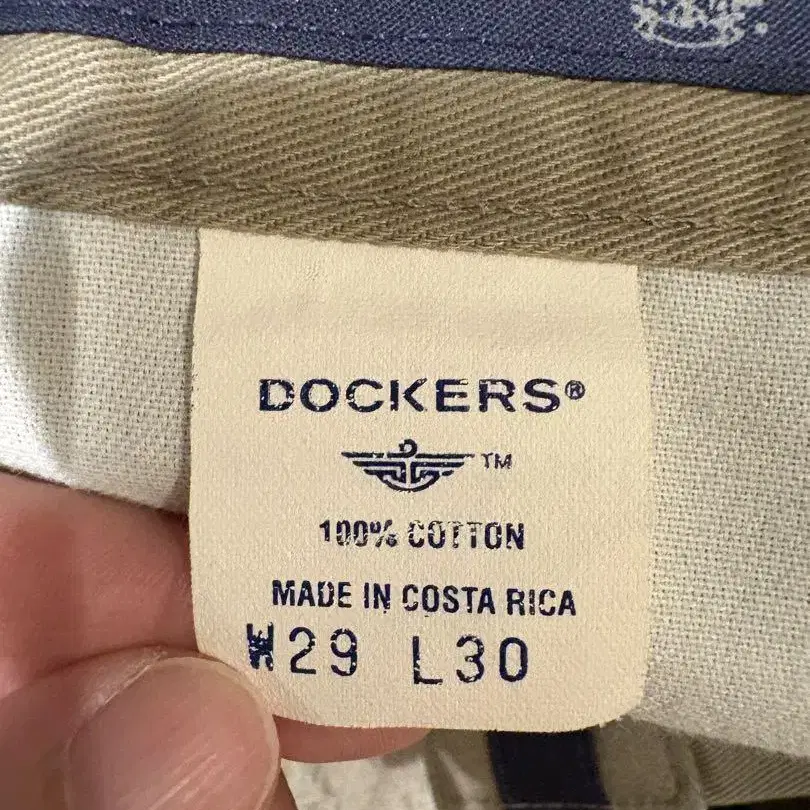 DOCKERS®
™
100% COTTON
MADE IN COSTA RICA
W29 L30